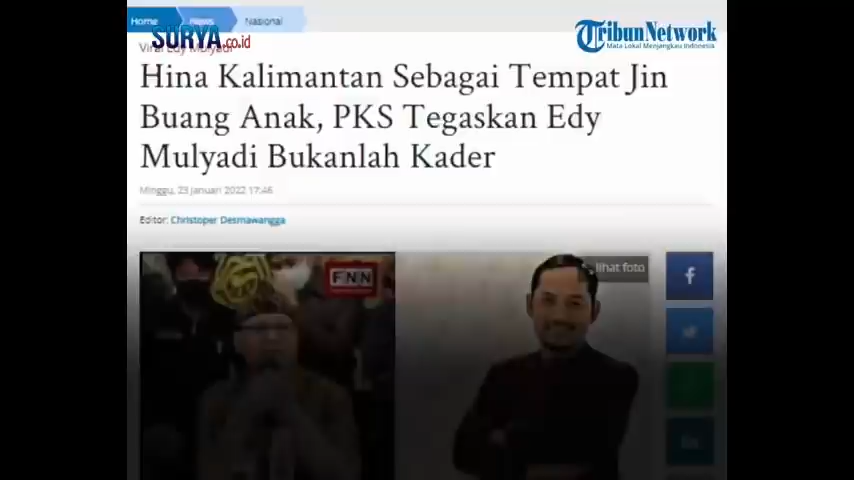 Home
News
Nasional
SURYA.co.id
TribunNetwork
Mata Lokal Menjangkau Indonesia
Viral Edy Mulyadi
Hina Kalimantan Sebagai Tempat Jin
Buang Anak, PKS Tegaskan Edy
Mulyadi Bukanlah Kader
Minggu, 23 Januari 2022 17:46
Editor: Christoper Desmawangga
FNN
lihat foto